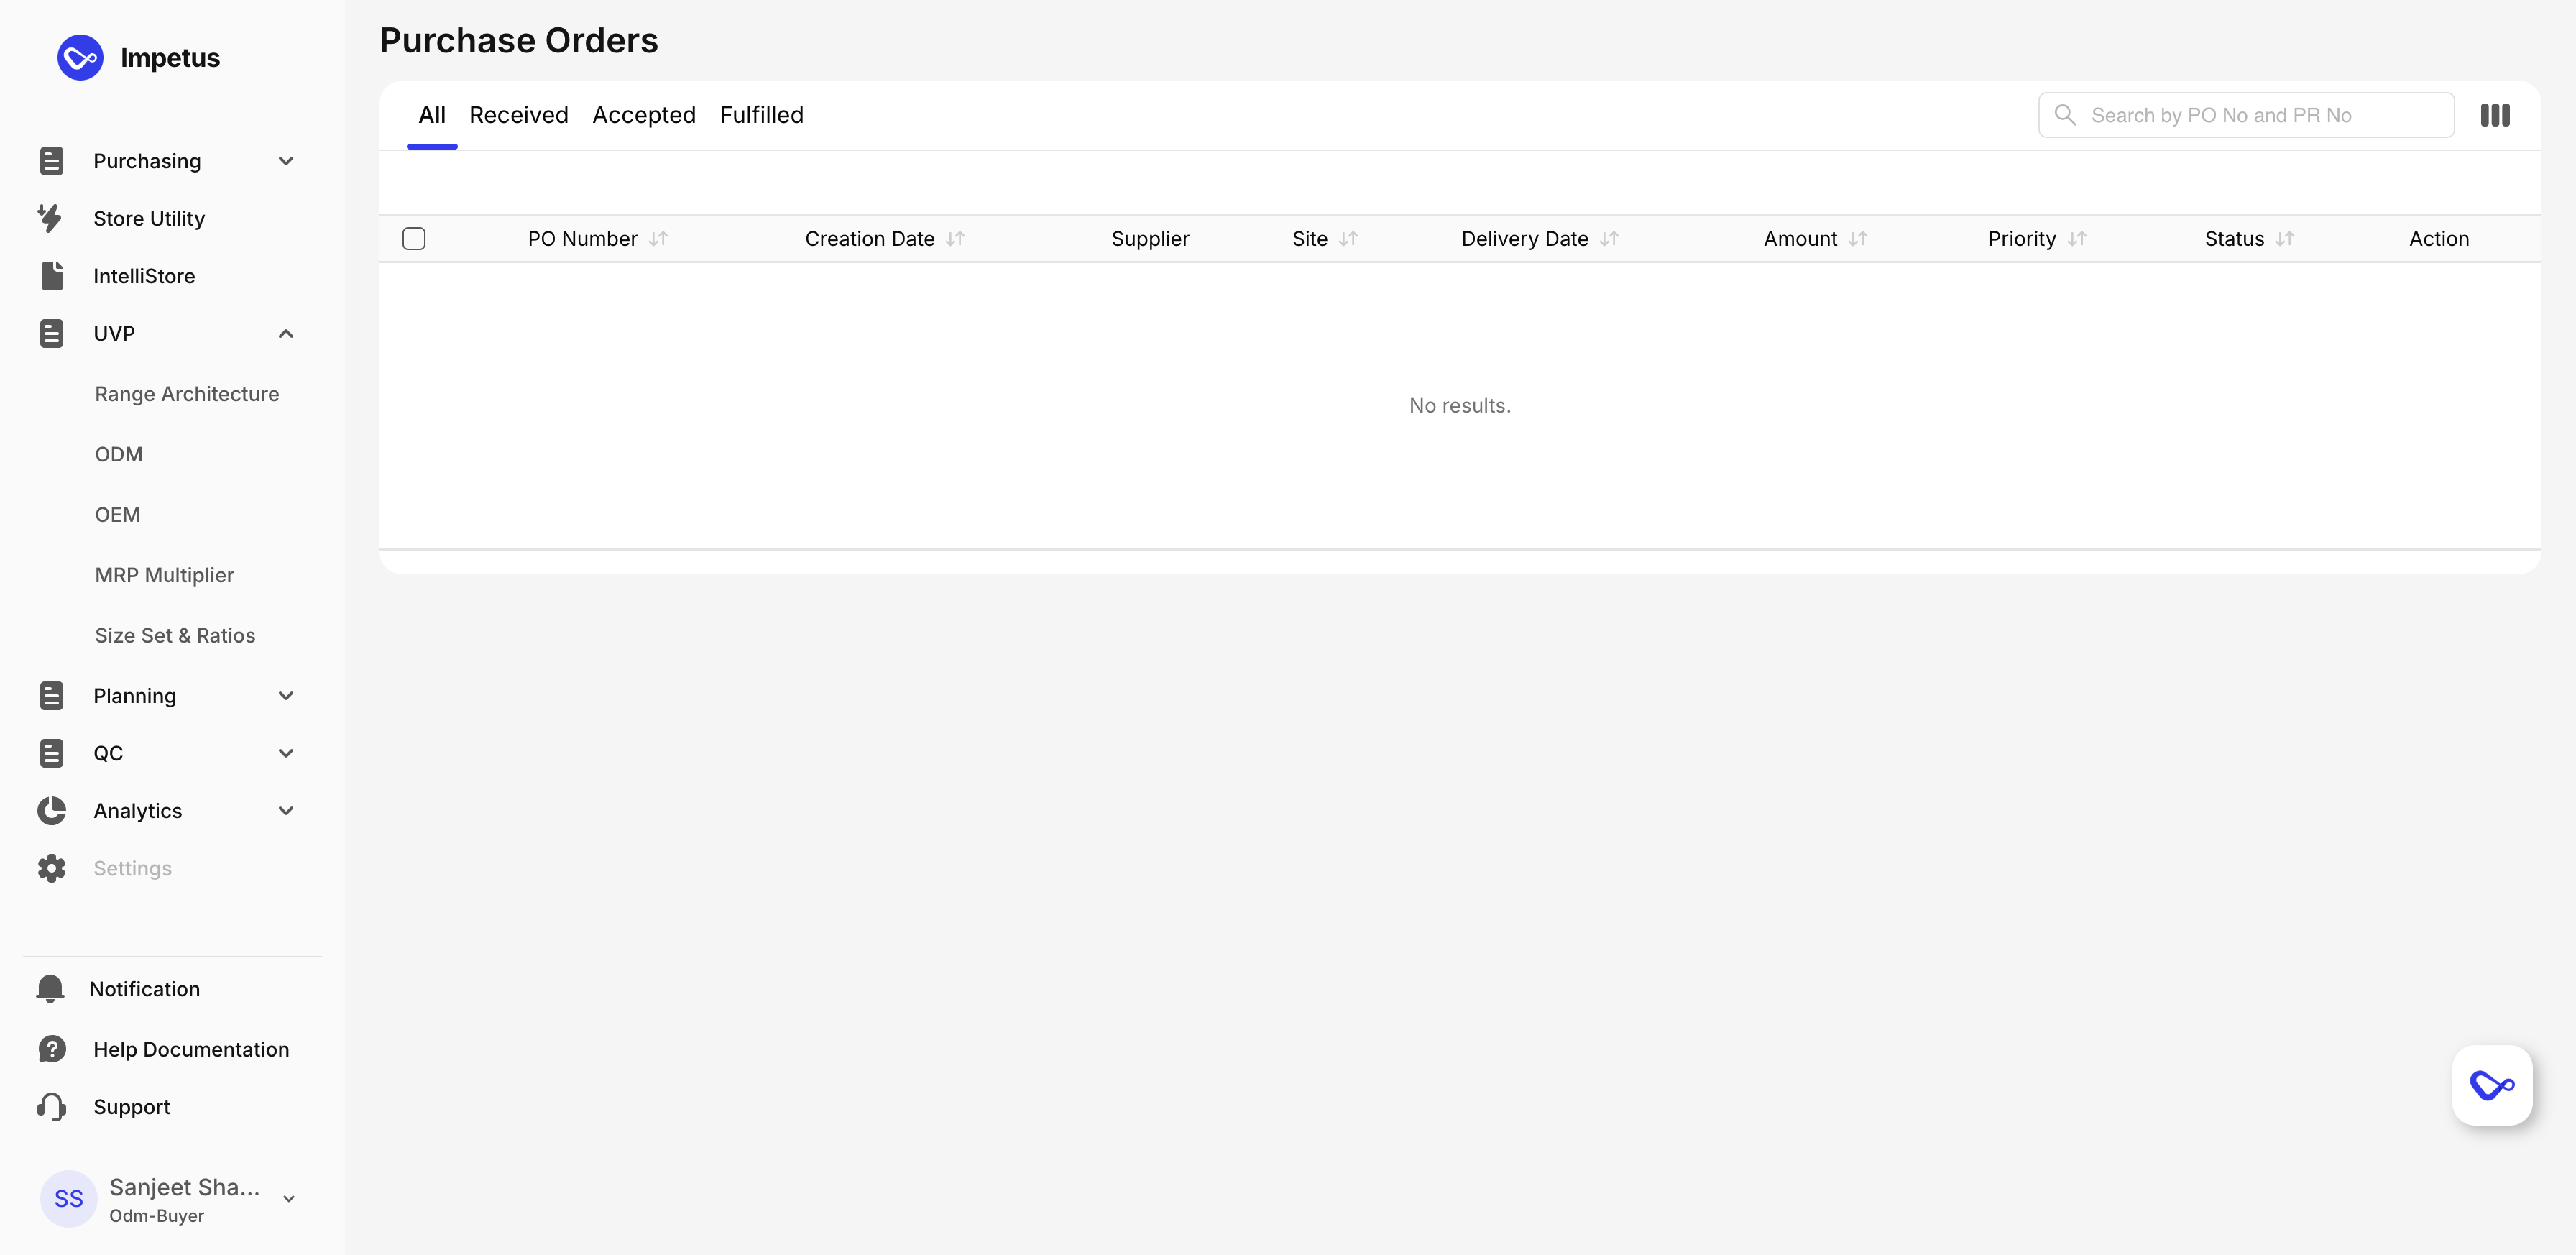 Impetus
Purchasing
Store Utility
IntelliStore
UVP
Range Architecture
ODM
OEM
MRP Multiplier
Size Set & Ratios
Planning
QC
Analytics
Settings
Notification
Help Documentation
Support
SS
Sanjeet Sha...
Odm-Buyer
Purchase Orders
All Received Accepted Fulfilled
Search by PO No and PR No
PO Number Creation Date Supplier Site Delivery Date Amount Priority Status Action
No results.